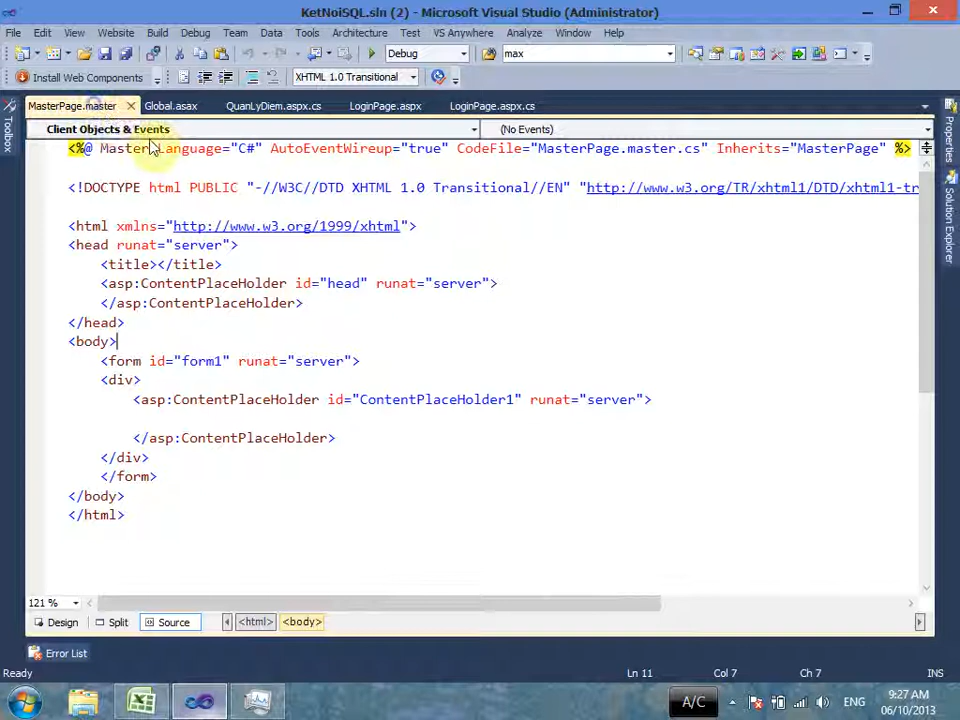 KetNoiSQL.sln (2) - Microsoft Visual Studio (Administrator)
File Edit View Website Build Debug Team Data Tools Architecture Test VS Anywhere Analyze Window Help
Debug max
Install Web Components XHTML 1.0 Transitional
MasterPage.master Global.asax QuanLyDiem.aspx.cs LoginPage.aspx LoginPage.aspx.cs
Toolbox
Properties
Solution Explorer
Client Objects & Events (No Events)
<%@ Master Language="C#" AutoEventWireup="true" CodeFile="MasterPage.master.cs" Inherits="MasterPage" %>
<!DOCTYPE html PUBLIC "-//W3C//DTD XHTML 1.0 Transitional//EN" "http://www.w3.org/TR/xhtml1/DTD/xhtml1-tr
<html xmlns="http://www.w3.org/1999/xhtml">
<head runat="server">
<title></title>
<asp:ContentPlaceHolder id="head" runat="server">
</asp:ContentPlaceHolder>
</head>
<body>
<form id="form1" runat="server">
<div>
<asp:ContentPlaceHolder id="ContentPlaceHolder1" runat="server">
</asp:ContentPlaceHolder>
</div>
</form>
</body>
</html>
121 %
Design Split Source <html> <body>
Error List
Ready Ln 11 Col 7 Ch 7 INS
A/C ENG 9:27 AM
06/10/2013